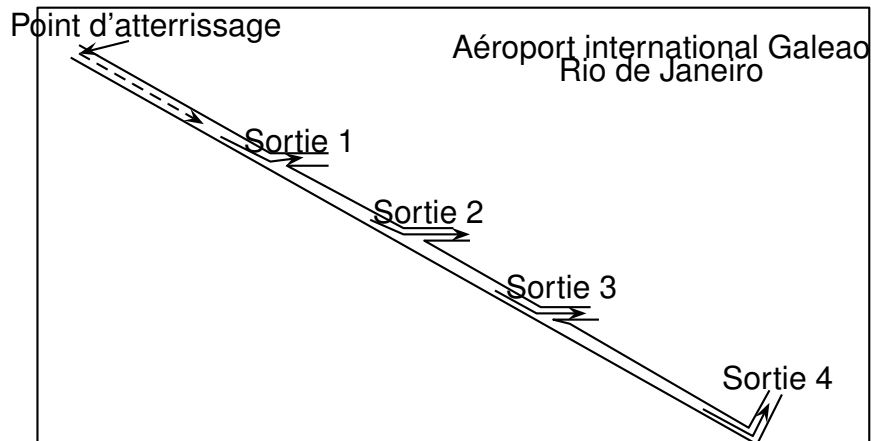 Point d'atterrissage
Aéroport international Galeao
Rio de Janeiro
Sortie 1
Sortie 2
Sortie 3
Sortie 4